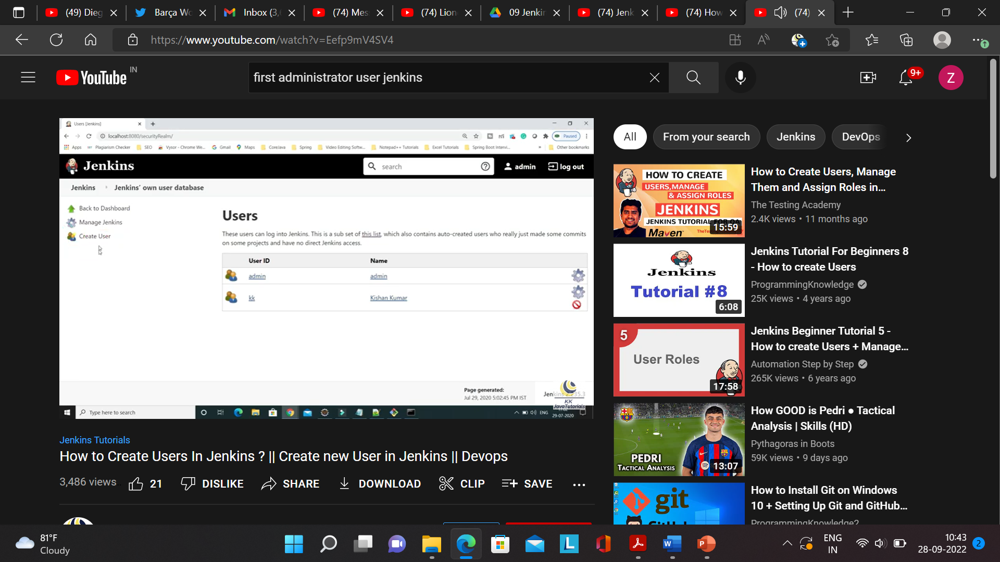 (49) Dieg
Barça Wo
Inbox (3,
(74) Mes
(74) Lion
09 Jenkin
(74) Jenk
(74) How
(74)
https://www.youtube.com/watch?v=Eefp9mV4SV4
YouTube IN
first administrator user jenkins
9+
Z
Users [Jenkins]
localhost:8080/securityRealm/
Paused
Apps
Plagiarism Checker
SEO
Vysor - Chrome We...
Gmail
Maps
CoreJava
Spring
Video Editing Softw...
Notepad++ Tutorials
Excel Tutorials
Spring Boot Intervi...
Other bookmarks
Jenkins
search
admin
log out
Jenkins
Jenkins' own user database
Back to Dashboard
Manage Jenkins
Create User
Users
These users can log into Jenkins. This is a sub set of this list, which also contains auto-created users who really just made some commits
on some projects and have no direct Jenkins access.
User ID Name
admin admin
kk Kishan Kumar
Page generated:
Jul 29, 2020 5:02:45 PM IST
Jenkins 2.235.3
KK
JavaTutorials
Type here to search
ENG
17:02
29-07-2020
Jenkins Tutorials
How to Create Users In Jenkins ? || Create new User in Jenkins || Devops
3,486 views
21
DISLIKE
SHARE
DOWNLOAD
CLIP
SAVE
All
From your search
Jenkins
DevOps
HOW TO CREATE
USERS,MANAGE
& ASSIGN ROLES
JENKINS
JENKINS TUTORIAL FOR QA
Maven
15:59
How to Create Users, Manage
Them and Assign Roles in...
The Testing Academy
2.4K views • 11 months ago
Jenkins
Tutorial #8
6:08
Jenkins Tutorial For Beginners 8
- How to create Users
ProgrammingKnowledge
25K views • 4 years ago
5
User Roles
17:58
Jenkins Beginner Tutorial 5 -
How to create Users + Manage...
Automation Step by Step
265K views • 6 years ago
PEDRI
TACTICAL ANALYSIS
13:07
How GOOD is Pedri ● Tactical
Analysis | Skills (HD)
Pythagoras in Boots
59K views • 9 days ago
git
GitHub
How to Install Git on Windows
10 + Setting Up Git and GitHub...
ProgrammingKnowledge2
81°F
Cloudy
ENG
IN
10:43
28-09-2022
2